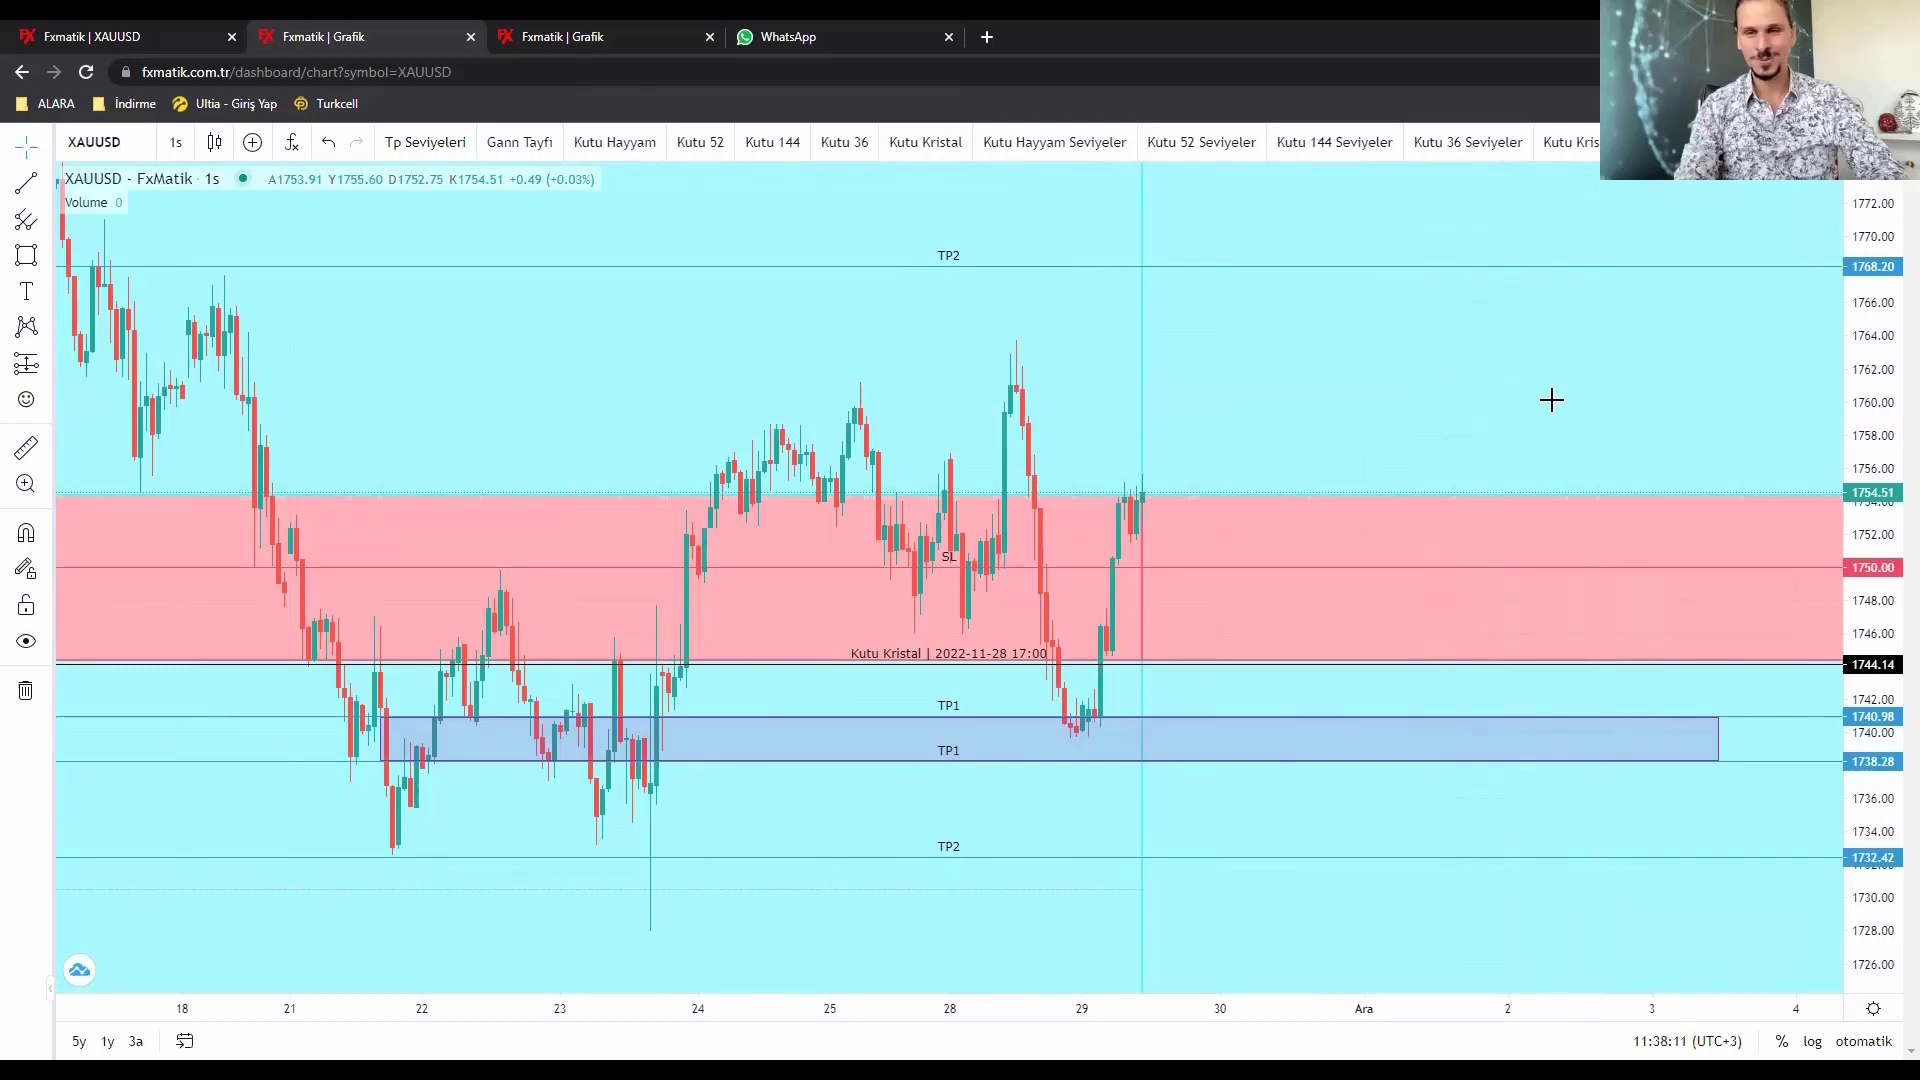 Fxmatik | XAUUSD
Fxmatik | Grafik
Fxmatik | Grafik
WhatsApp
fxmatik.com.tr/dashboard/chart?symbol=XAUUSD
ALARA
İndirme
Ultia - Giriş Yap
Turkcell
XAUUSD 1s Tp Seviyeleri Gann Tayfı Kutu Hayyam Kutu 52 Kutu 144 Kutu 36 Kutu Kristal Kutu Hayyam Seviyeler Kutu 52 Seviyeler Kutu 144 Seviyeler Kutu 36 Seviyeler Kutu Kris
XAUUSD - FxMatik · 1s A1753.91 Y1755.60 D1752.75 K1754.51 +0.49 (+0.03%)
Volume 0
TP2
SL
Kutu Kristal | 2022-11-28 17:00
TP1
TP1
TP2
1772.00
1770.00
1768.20
1766.00
1764.00
1762.00
1760.00
1758.00
1756.00
1754.51
1752.00
1750.00
1748.00
1746.00
1744.14
1742.00
1740.98
1740.00
1738.28
1736.00
1734.00
1732.42
1730.00
1728.00
1726.00
18 21 22 23 24 25 28 29 30 Ara 2 3 4
5y 1y 3a
11:38:11 (UTC+3) % log otomatik